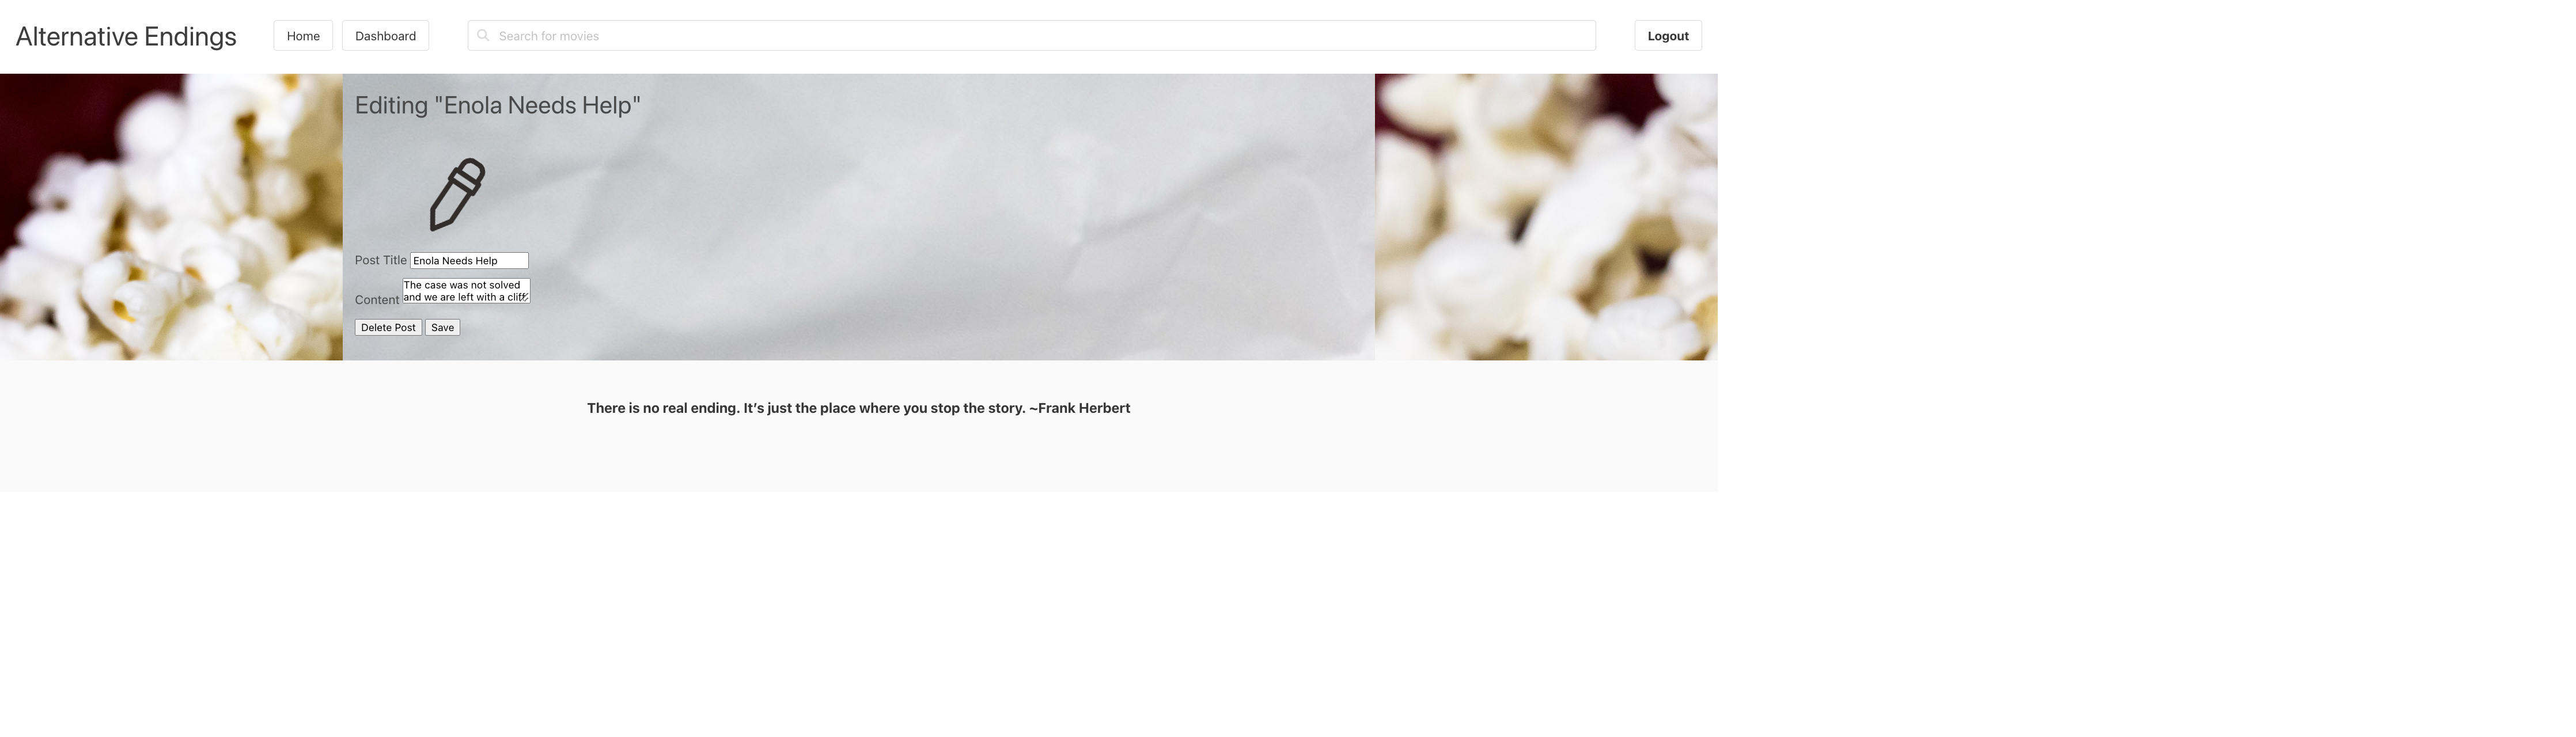 Alternative Endings
Home
Dashboard
Search for movies
Logout
Editing "Enola Needs Help"
Post Title
Enola Needs Help
Content
The case was not solved
and we are left with a cliff
Delete Post
Save
There is no real ending. It’s just the place where you stop the story. ~Frank Herbert